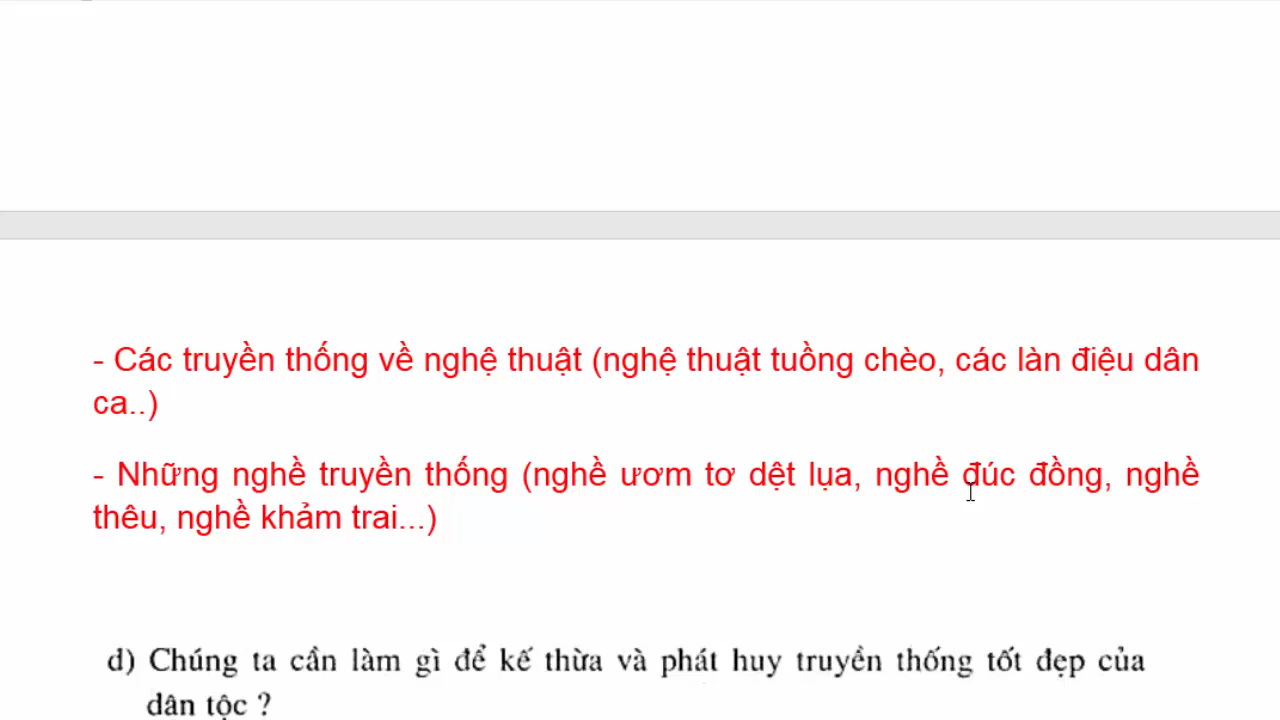 - Các truyền thống về nghệ thuật (nghệ thuật tuồng chèo, các làn điệu dân
ca..)
- Những nghề truyền thống (nghề ươm tơ dệt lụa, nghề đúc đồng, nghề
thêu, nghề khảm trai...)
d) Chúng ta cần làm gì để kế thừa và phát huy truyền thống tốt đẹp của
dân tộc ?